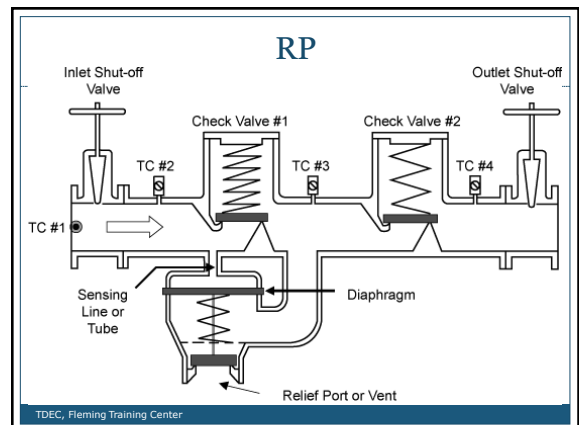 RP
Inlet Shut-off
Valve
Outlet Shut-off
Valve
Check Valve #1
Check Valve #2
TC #2
TC #3
TC #4
TC #1
Sensing
Line or
Tube
Diaphragm
Relief Port or Vent
TDEC, Fleming Training Center